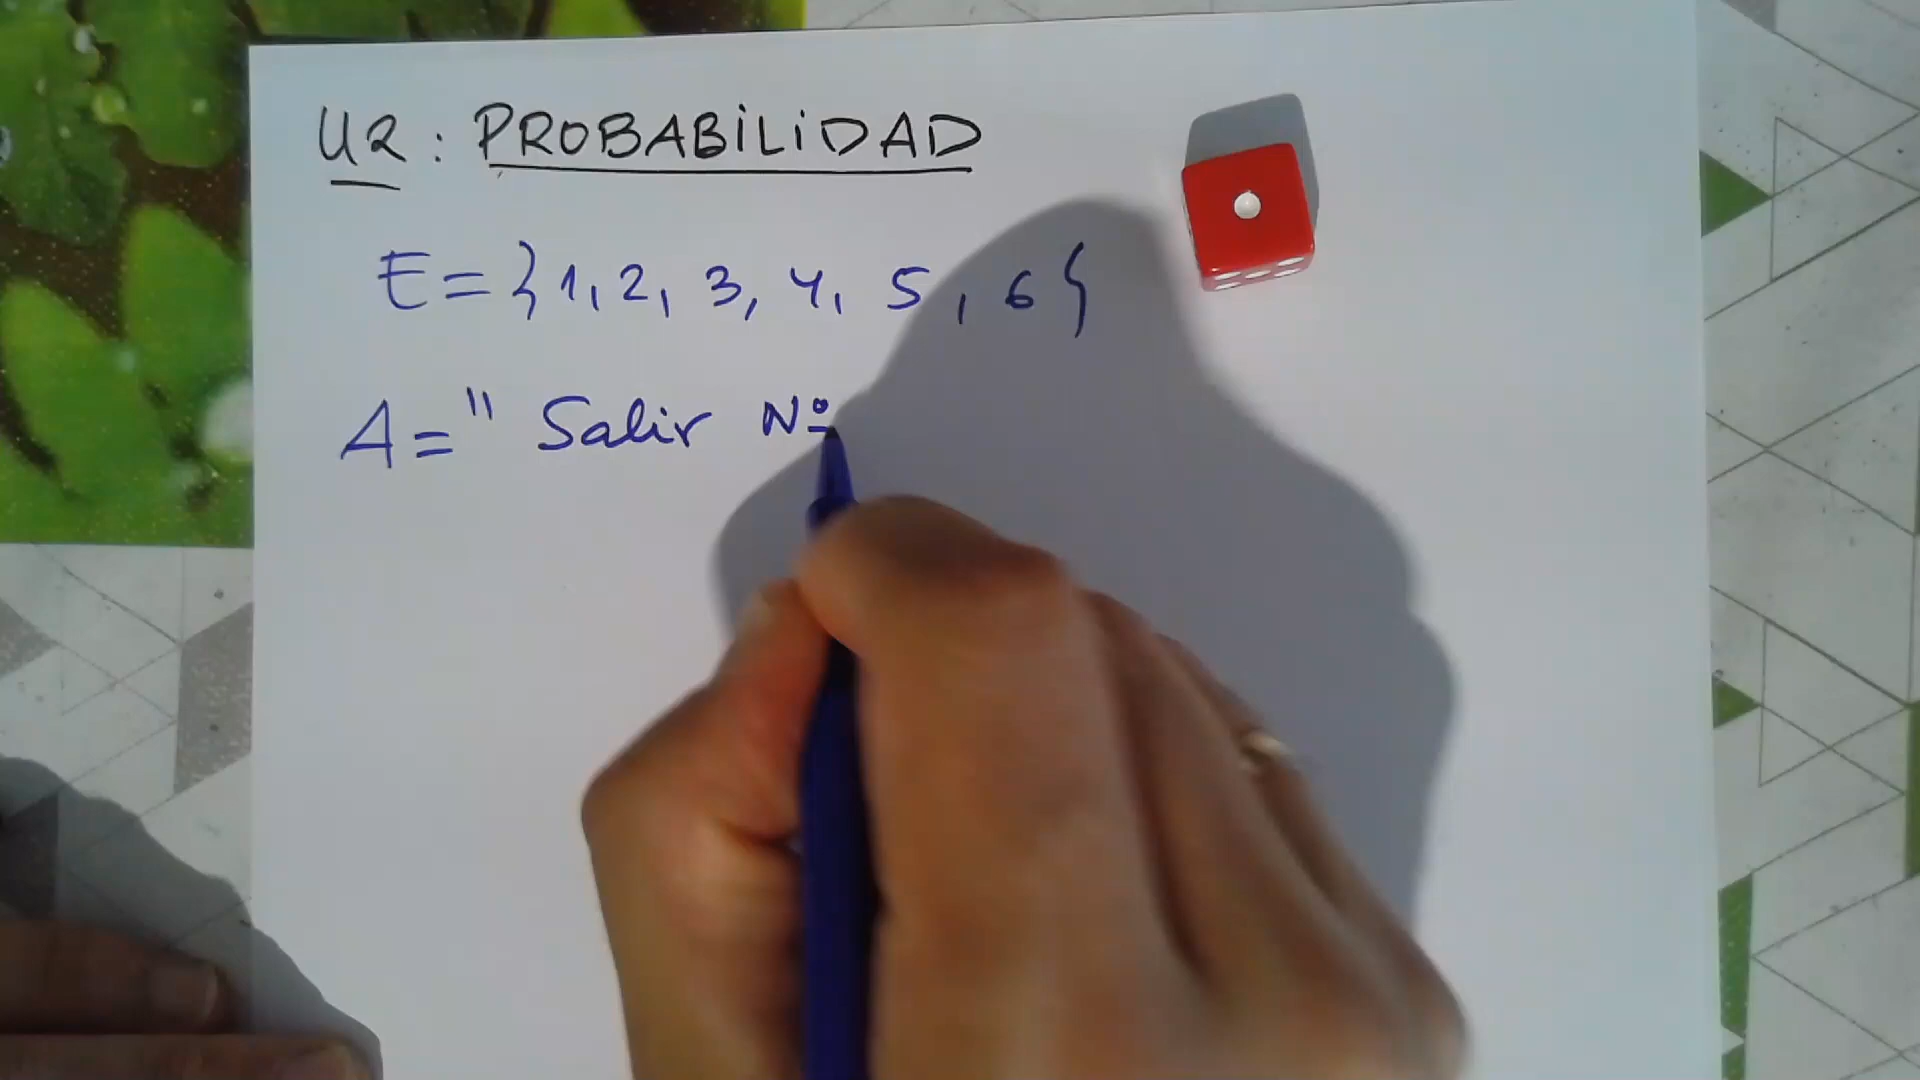 U2: PROBABILIDAD
E={1, 2, 3, 4, 5, 6}
A=" Salir Nº